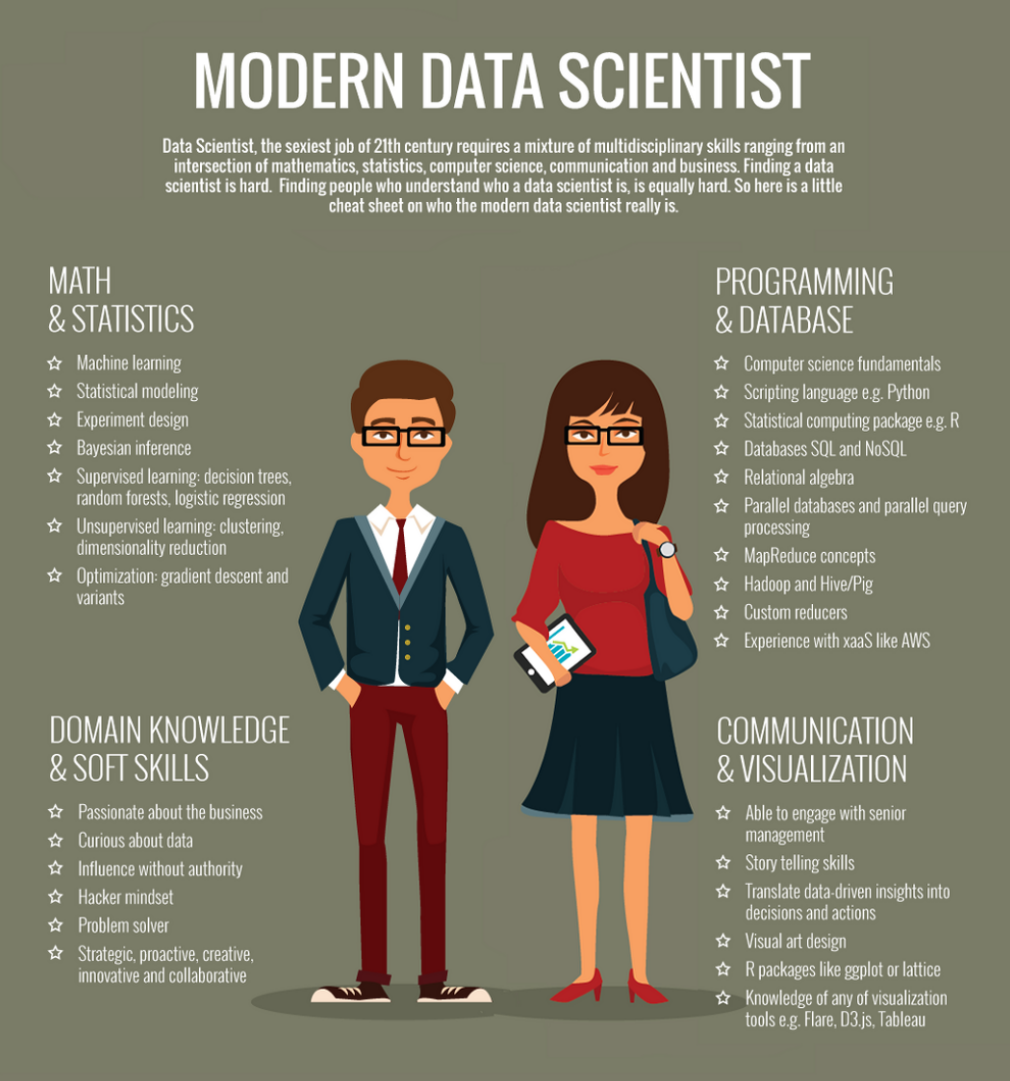 MODERN DATA SCIENTIST
Data Scientist, the sexiest job of 21th century requires a mixture of multidisciplinary skills ranging from an
intersection of mathematics, statistics, computer science, communication and business. Finding a data
scientist is hard. Finding people who understand who a data scientist is, is equally hard. So here is a little
cheat sheet on who the modern data scientist really is.
MATH
& STATISTICS
Machine learning
Statistical modeling
Experiment design
Bayesian inference
Supervised learning: decision trees,
random forests, logistic regression
Unsupervised learning: clustering,
dimensionality reduction
Optimization: gradient descent and
variants
PROGRAMMING
& DATABASE
Computer science fundamentals
Scripting language e.g. Python
Statistical computing package e.g. R
Databases SQL and NoSQL
Relational algebra
Parallel databases and parallel query
processing
MapReduce concepts
Hadoop and Hive/Pig
Custom reducers
Experience with xaaS like AWS
DOMAIN KNOWLEDGE
& SOFT SKILLS
Passionate about the business
Curious about data
Influence without authority
Hacker mindset
Problem solver
Strategic, proactive, creative,
innovative and collaborative
COMMUNICATION
& VISUALIZATION
Able to engage with senior
management
Story telling skills
Translate data-driven insights into
decisions and actions
Visual art design
R packages like ggplot or lattice
Knowledge of any of visualization
tools e.g. Flare, D3.js, Tableau